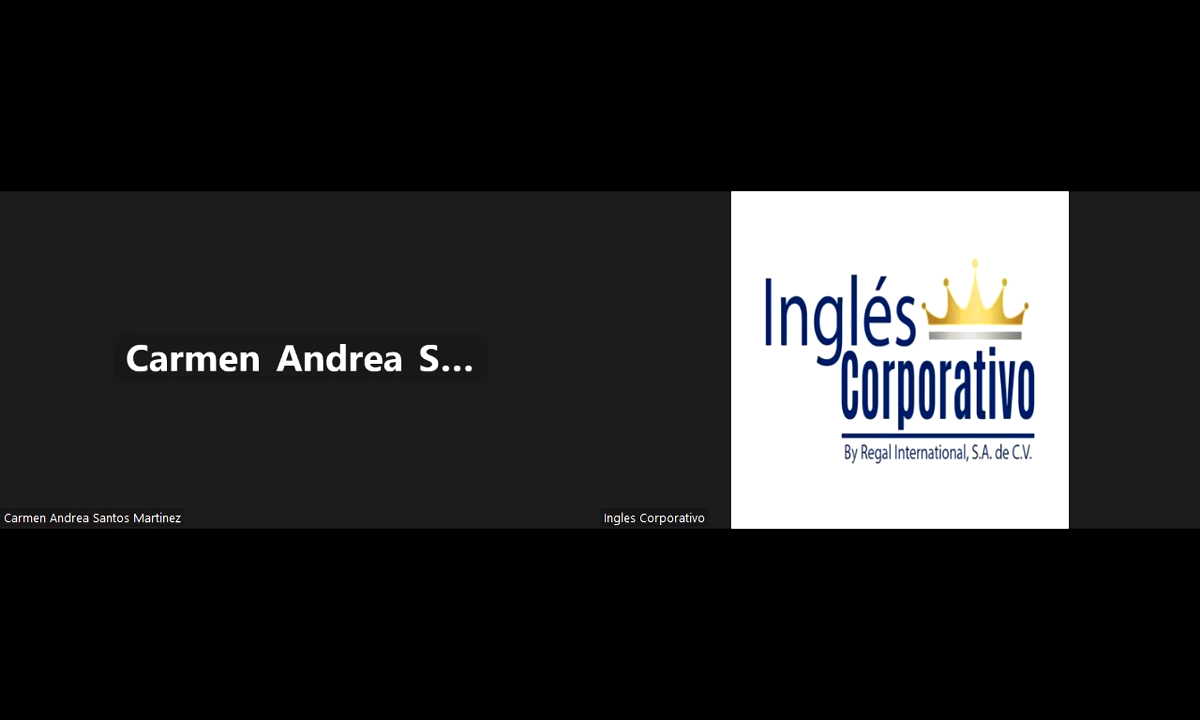 Carmen Andrea S...
Carmen Andrea Santos Martinez
Inglés
Corporativo
By Regal International, S.A. de C.V.
Ingles Corporativo